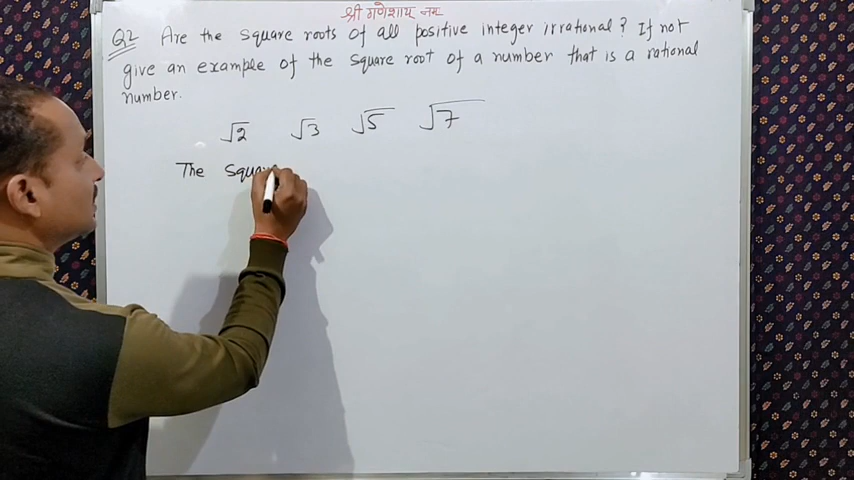 श्री गणेशाय नमः
Q2 Are the square roots of all positive integer irrational? If not
give an example of the square root of a number that is a rational
number.
√2 √3 √5 √7
The Squar